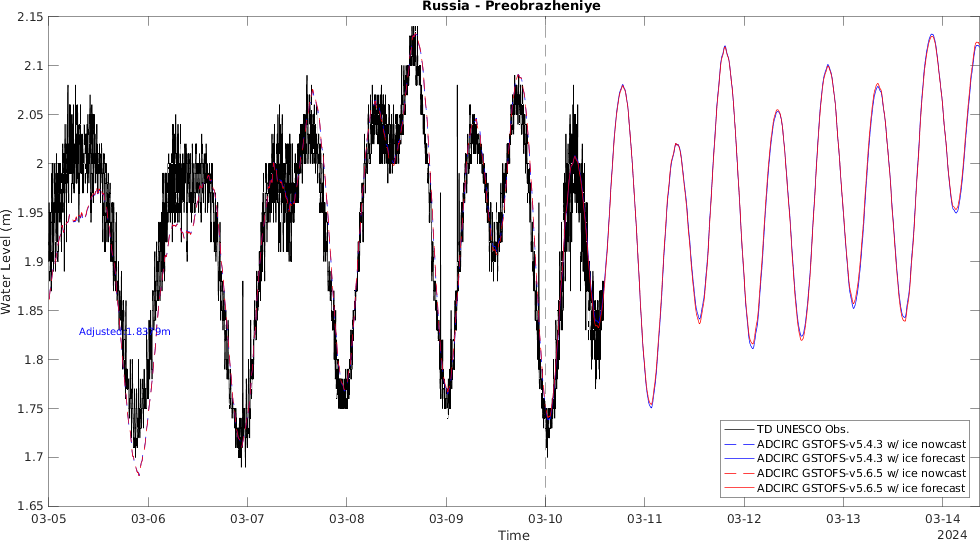 Russia - Preobrazheniye
2.15
2.1
2.05
2
1.95
1.9
1.85
1.8
1.75
1.7
1.65
Water Level (m)
TD UNESCO Obs.
ADCIRC GSTOFS-v5.4.3 w/ ice nowcast
ADCIRC GSTOFS-v5.4.3 w/ ice forecast
ADCIRC GSTOFS-v5.6.5 w/ ice nowcast
ADCIRC GSTOFS-v5.6.5 w/ ice forecast
03-05 03-06 03-07 03-08 03-09 03-10 03-11 03-12 03-13 03-14
Time
2024